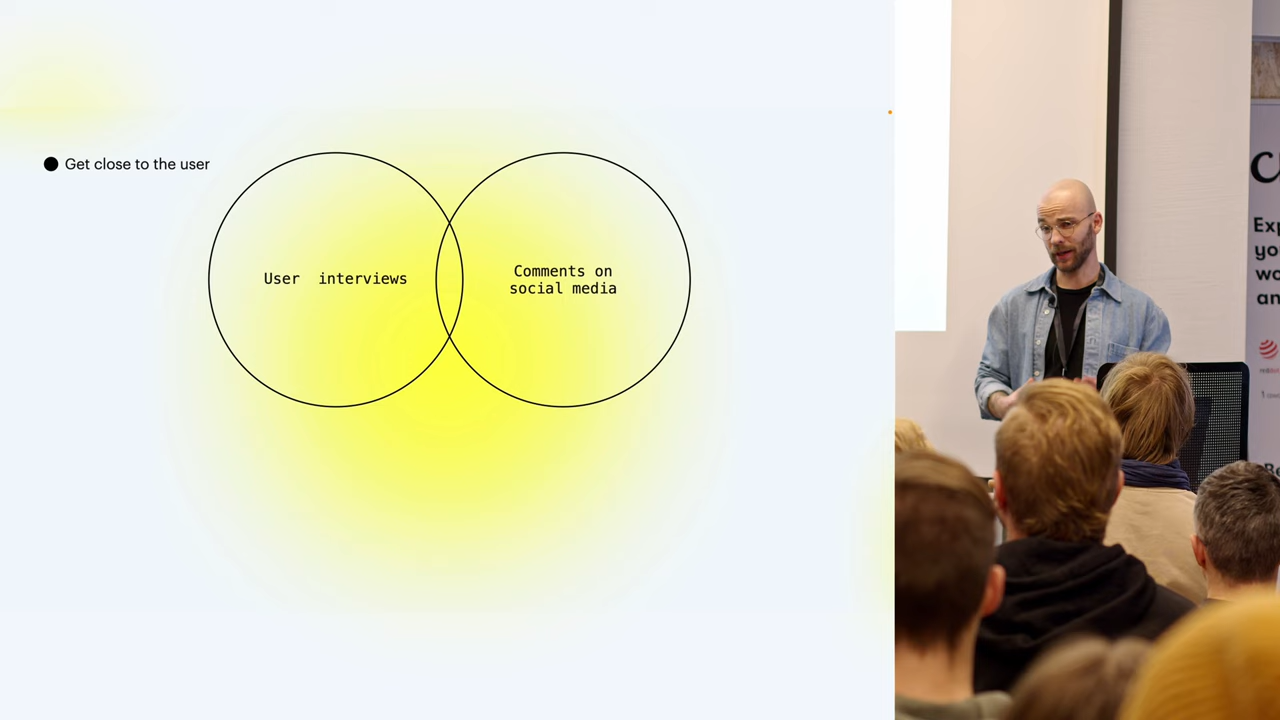 Get close to the user
User interviews
Comments on
social media